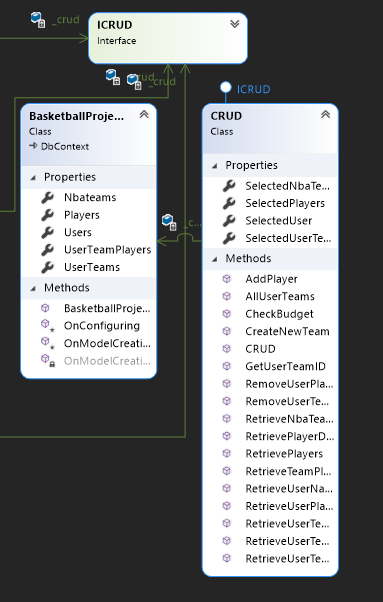 _crud
ICRUD
Interface
_crud
_crud
ICRUD
BasketballProje...
Class
DbContext
Properties
Nbateams
Players
Users
UserTeamPlayers
UserTeams
Methods
BasketballProje...
OnConfiguring
OnModelCreati...
OnModelCreati...
_c...
CRUD
Class
Properties
SelectedNbaTe...
SelectedPlayers
SelectedUser
SelectedUserTe...
Methods
AddPlayer
AllUserTeams
CheckBudget
CreateNewTeam
CRUD
GetUserTeamID
RemoveUserPla...
RemoveUserTe...
RetrieveNbaTea...
RetrievePlayerD...
RetrievePlayers
RetrieveTeamPl...
RetrieveUserNa...
RetrieveUserPla...
RetrieveUserTe...
RetrieveUserTe...
RetrieveUserTe...